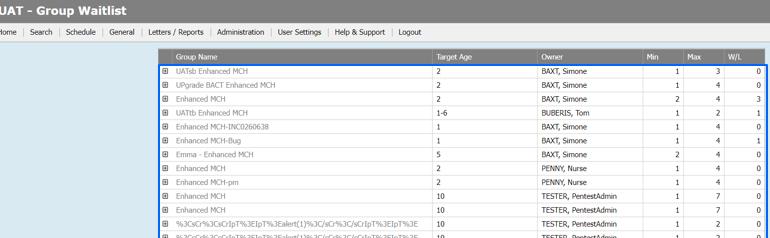 UAT - Group Waitlist
Home Search Schedule General Letters / Reports Administration User Settings Help & Support Logout
Group Name Target Age Owner Min Max W/L
UATsb Enhanced MCH 2 BAXT, Simone 1 3 0
UPgrade BACT Enhanced MCH 2 BAXT, Simone 1 4 0
Enhanced MCH 2 BAXT, Simone 2 4 3
UATtb Enhanced MCH 1-6 BUBERIS, Tom 1 2 1
Enhanced MCH-INC0260638 1 BAXT, Simone 1 4 0
Enhanced MCH-Bug 1 BAXT, Simone 1 4 1
Emma - Enhanced MCH 5 BAXT, Simone 2 4 0
Enhanced MCH 2 PENNY, Nurse 1 4 0
Enhanced MCH-pm 2 PENNY, Nurse 1 4 0
Enhanced MCH 10 TESTER, PentestAdmin 1 7 0
Enhanced MCH 10 TESTER, PentestAdmin 1 7 0
%3CsCr%3CsCrIpT%3EIpT%3Ealert(1)%3C/sCr%3C/sCrIpT%3EIpT%3E 10 TESTER, PentestAdmin 1 2 0